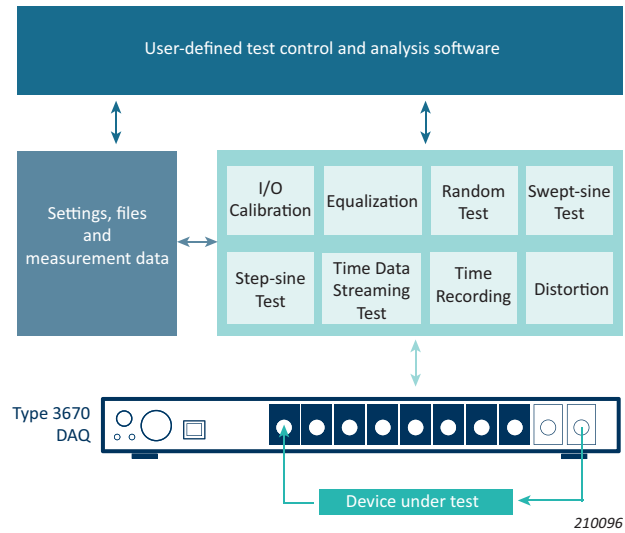 User-defined test control and analysis software
Settings, files
and
measurement data
I/O
Calibration
Equalization
Random
Test
Swept-sine
Test
Step-sine
Test
Time Data
Streaming
Test
Time
Recording
Distortion
Type 3670
DAQ
Device under test
210096